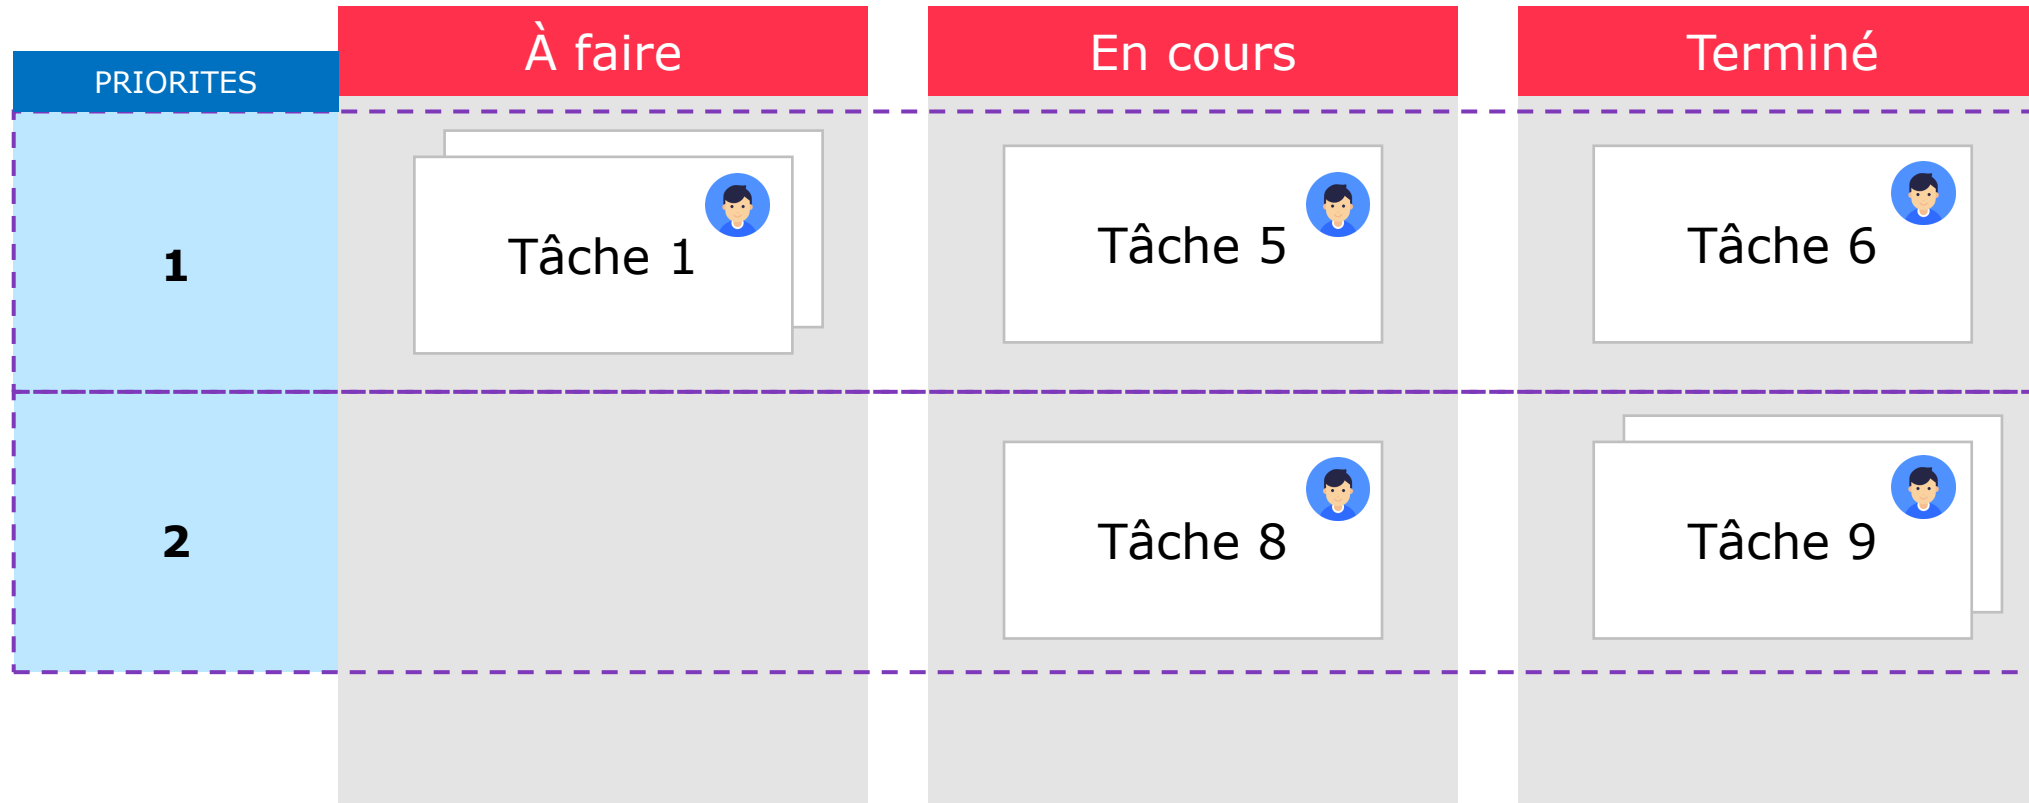 À faire
En cours
Terminé
PRIORITES
1
Tâche 1
Tâche 5
Tâche 6
2
Tâche 8
Tâche 9